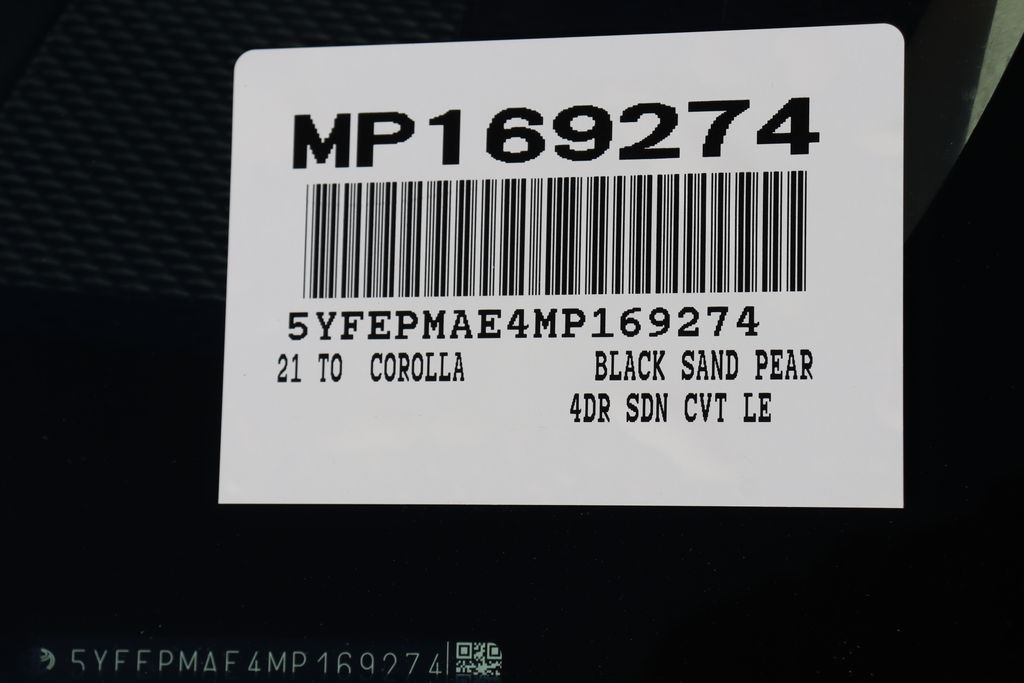 MP169274
5YFEPMAE4MP169274
21 TO COROLLA BLACK SAND PEAR
4DR SDN CVT LE
5YFEPMAE4MP169274